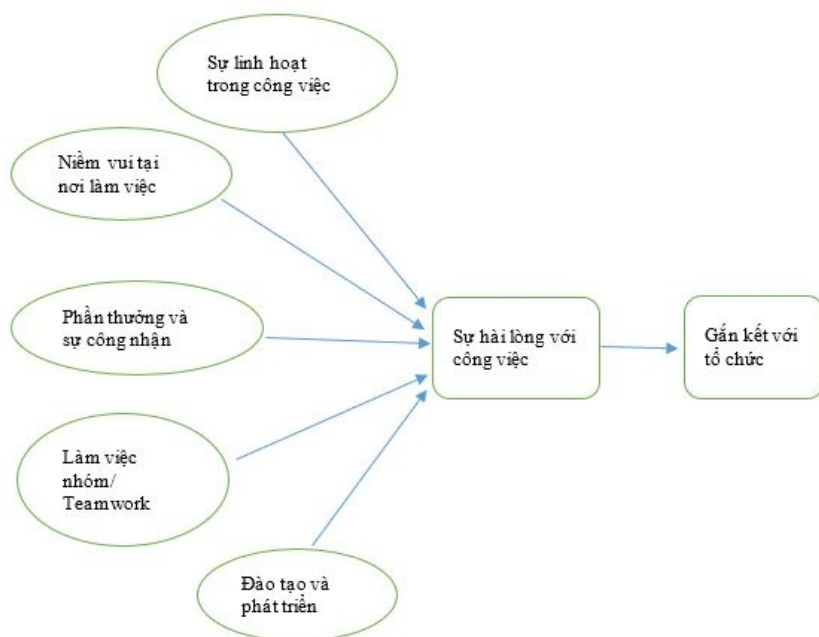 Sự linh hoạt
trong công việc
Niềm vui tại
nơi làm việc
Phần thưởng và
sự công nhận
Sự hài lòng với
công việc
Gắn kết với
tổ chức
Làm việc
nhóm/
Teamwork
Đào tạo và
phát triển